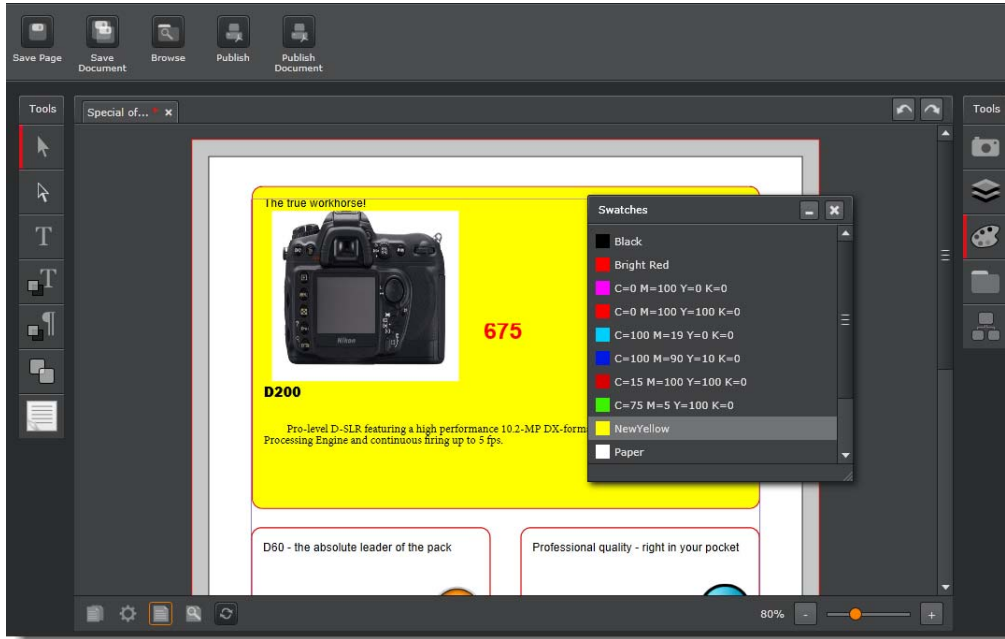 Save Page
Save
Document
Browse
Publish
Publish
Document
Tools
Special of...* ×
Tools
The true workhorse!
Nikon
675
D200
Pro-level D-SLR featuring a high performance 10.2-MP DX-form
Processing Engine and continuous firing up to 5 fps.
Swatches
Black
Bright Red
C=0 M=100 Y=0 K=0
C=0 M=100 Y=100 K=0
C=100 M=19 Y=0 K=0
C=100 M=90 Y=10 K=0
C=15 M=100 Y=100 K=0
C=75 M=5 Y=100 K=0
NewYellow
Paper
D60 - the absolute leader of the pack
Professional quality - right in your pocket
80%